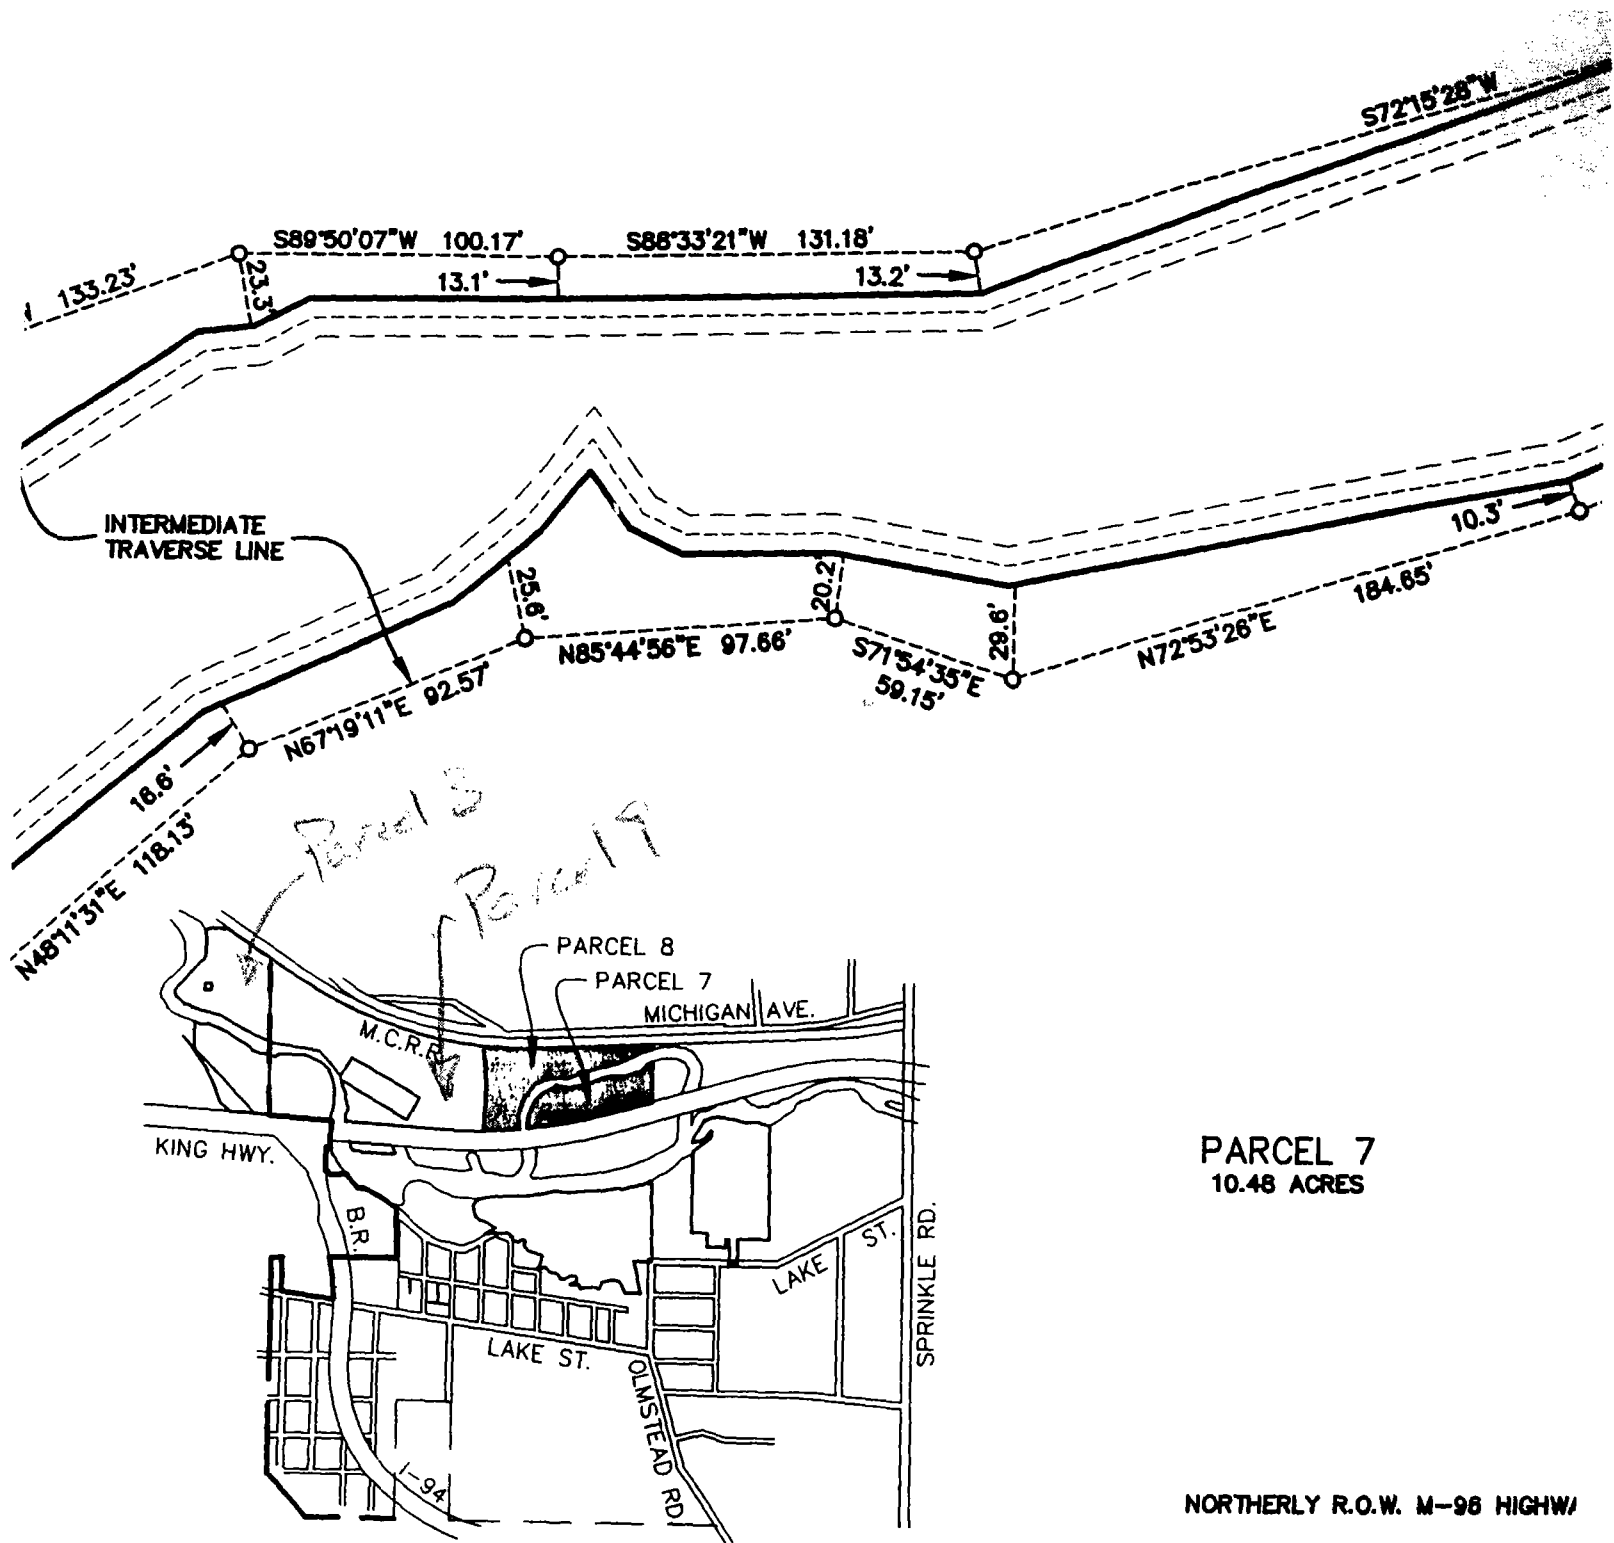 S72°15'28"W
S89°50'07"W 100.17'
S88°33'21"W 131.18'
133.23'
23.3'
13.1'
13.2'
INTERMEDIATE
TRAVERSE LINE
25.6'
20.2'
29.6'
10.3'
184.65'
N72°53'26"E
N85°44'56"E 97.66'
S71°54'35"E
59.15'
N67°19'11"E 92.57'
16.6'
N48°11'31"E 118.13'
Parcel 3
Parcel 9
PARCEL 8
PARCEL 7
MICHIGAN AVE.
M.C.R.R.
KING HWY.
B.R.
LAKE ST.
SPRINKLE RD.
LAKE ST.
OLMSTEAD RD.
I-94
PARCEL 7
10.48 ACRES
NORTHERLY R.O.W. M-96 HIGHWA